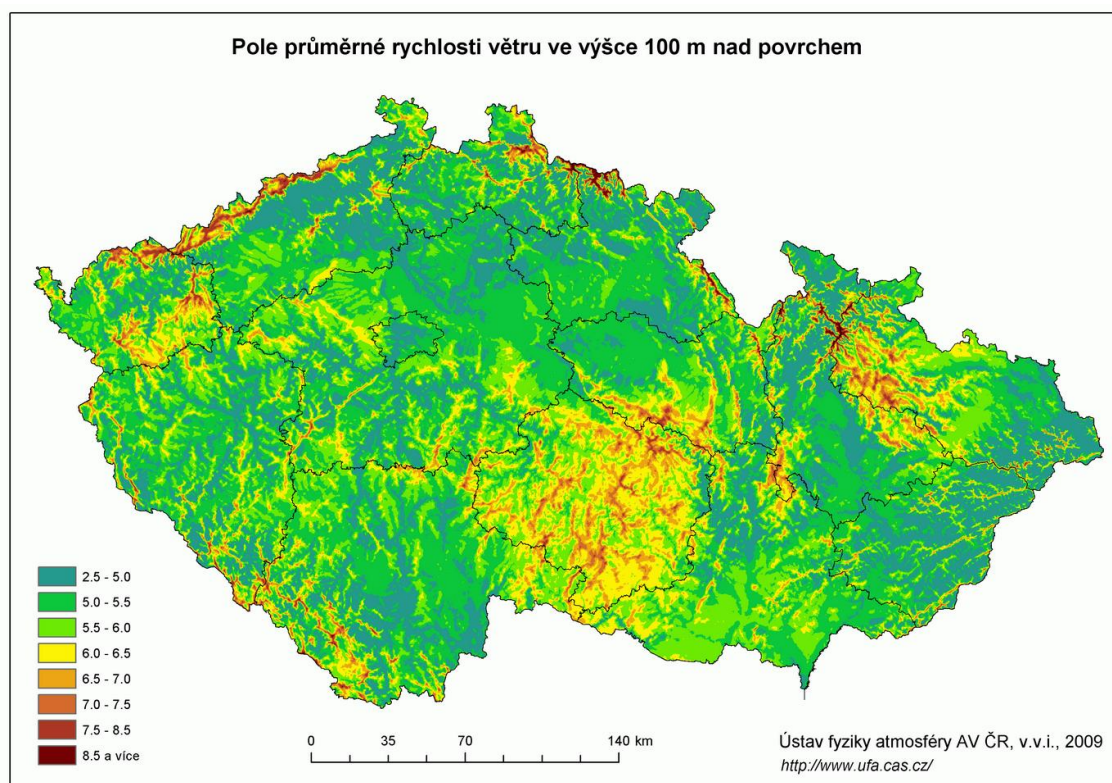 Pole průměrné rychlosti větru ve výšce 100 m nad povrchem
2.5 - 5.0
5.0 - 5.5
5.5 - 6.0
6.0 - 6.5
6.5 - 7.0
7.0 - 7.5
7.5 - 8.5
8.5 a více
0 35 70 140 km
Ústav fyziky atmosféry AV ČR, v.v.i., 2009
http://www.ufa.cas.cz/